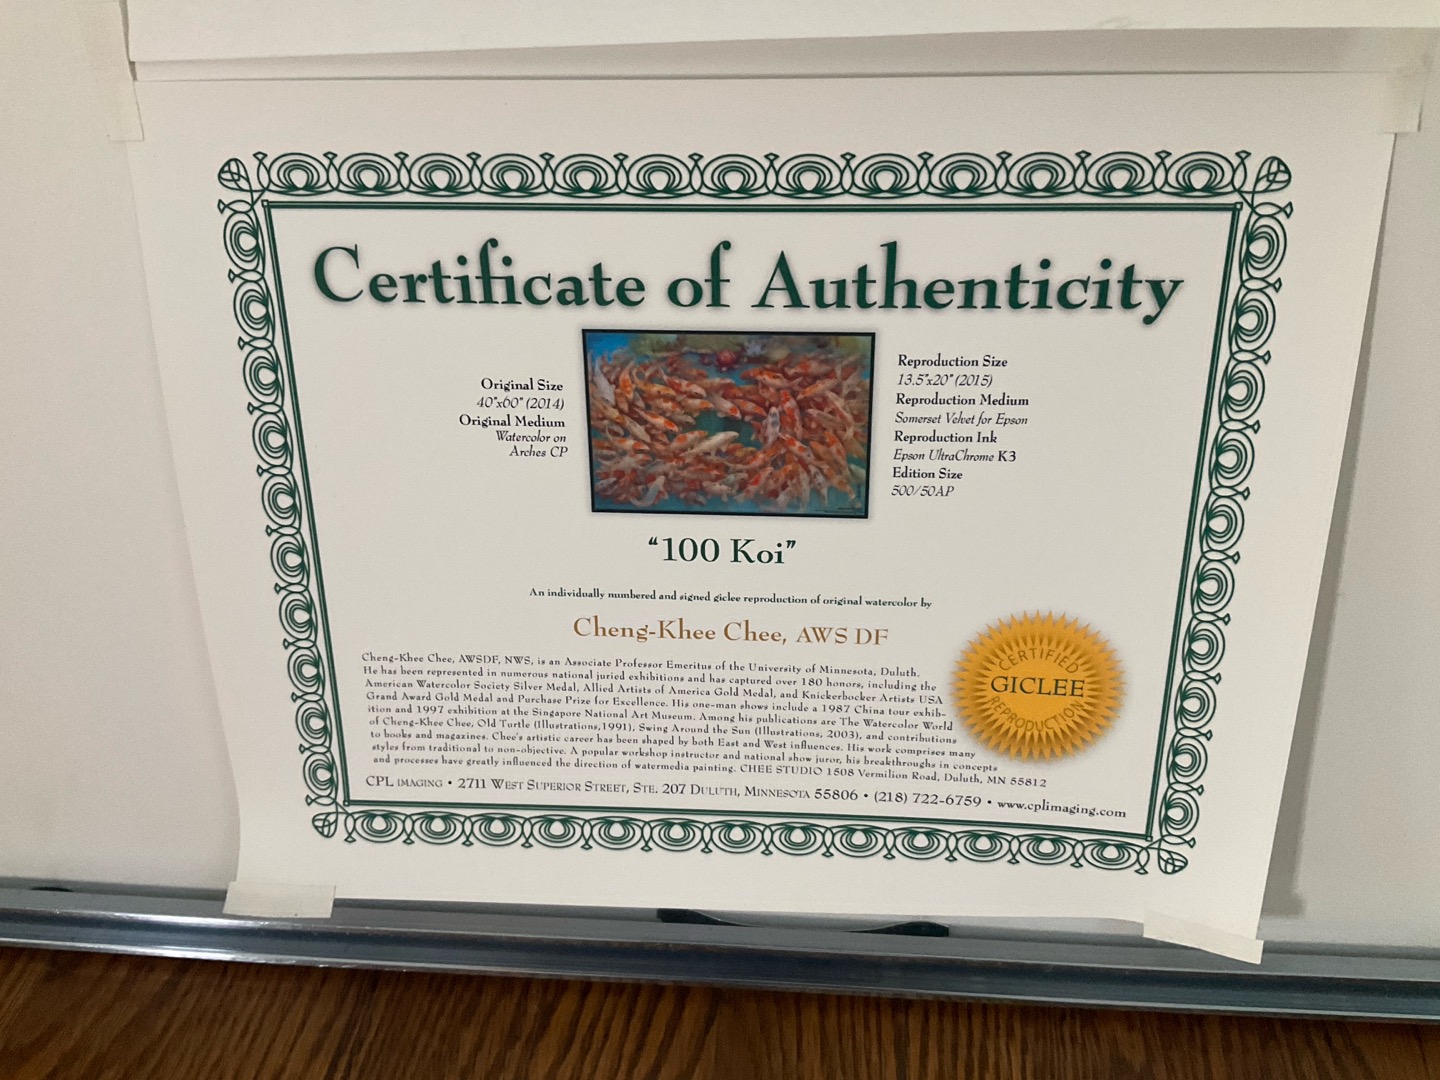 Certificate of Authenticity
Original Size
40"x60" (2014)
Original Medium
Watercolor on
Arches CP
Reproduction Size
13.5"x20" (2015)
Reproduction Medium
Somerset Velvet for Epson
Reproduction Ink
Epson UltraChrome K3
Edition Size
500/50AP
"100 Koi"
An individually numbered and signed giclee reproduction of original watercolor by
Cheng-Khee Chee, AWS DF
Cheng-Khee Chee, AWSDF, NWS, is an Associate Professor Emeritus of the University of Minnesota, Duluth.
He has been represented in numerous national juried exhibitions and has captured over 180 honors, including the
American Watercolor Society Silver Medal, Allied Artists of America Gold Medal, and Knickerbocker Artists USA
Grand Award Gold Medal and Purchase Prize for Excellence. His one-man shows include a 1987 China tour exhib-
ition and 1997 exhibition at the Singapore National Art Museum. Among his publications are The Watercolor World
of Cheng-Khee Chee, Old Turtle (Illustrations,1991), Swing Around the Sun (Illustrations, 2003), and contributions
to books and magazines. Chee's artistic career has been shaped by both East and West influences. His work comprises many
styles from traditional to non-objective. A popular workshop instructor and national show juror, his breakthroughs in concepts
and processes have greatly influenced the direction of watermedia painting. CHEE STUDIO 1508 Vermilion Road, Duluth, MN 55812
CERTIFIED
GICLEE
REPRODUCTION
CPL IMAGING • 2711 WEST SUPERIOR STREET, STE. 207 DULUTH, MINNESOTA 55806 • (218) 722-6759 • www.cplimaging.com